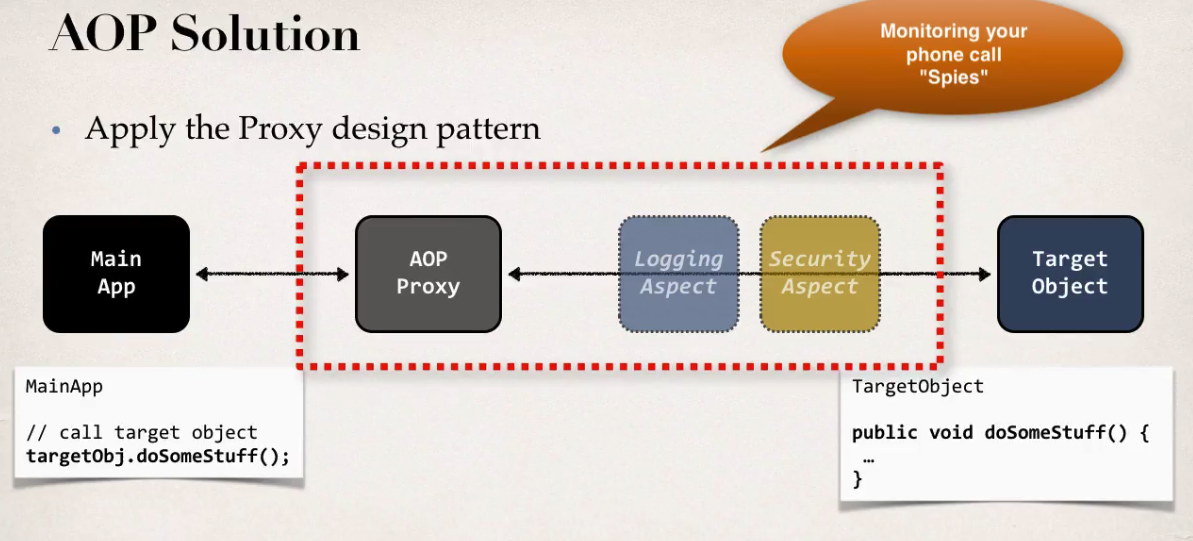 AOP Solution
Monitoring your
phone call
"Spies"
• Apply the Proxy design pattern
Main
App
AOP
Proxy
Logging
Aspect
Security
Aspect
Target
Object
MainApp
// call target object
targetObj.doSomeStuff();
TargetObject
public void doSomeStuff() {
…
}